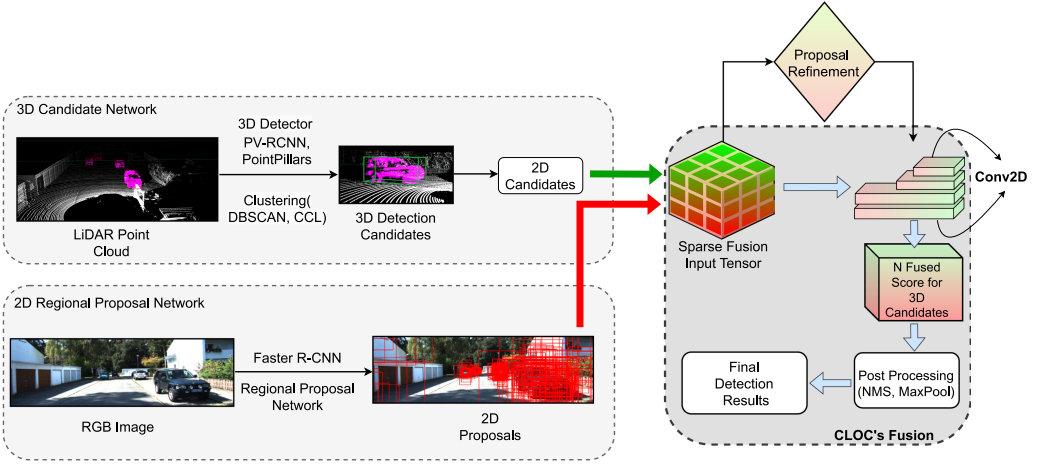 Proposal
Refinement
3D Candidate Network
3D Detector
PV-RCNN,
PointPillars
Clustering(
DBSCAN, CCL)
LiDAR Point
Cloud
3D Detection
Candidates
2D
Candidates
Sparse Fusion
Input Tensor
Conv2D
N Fused
Score for
3D
Candidates
Post Processing
(NMS, MaxPool)
Final
Detection
Results
CLOC's Fusion
2D Regional Proposal Network
Faster R-CNN
Regional Proposal
Network
RGB Image
2D
Proposals